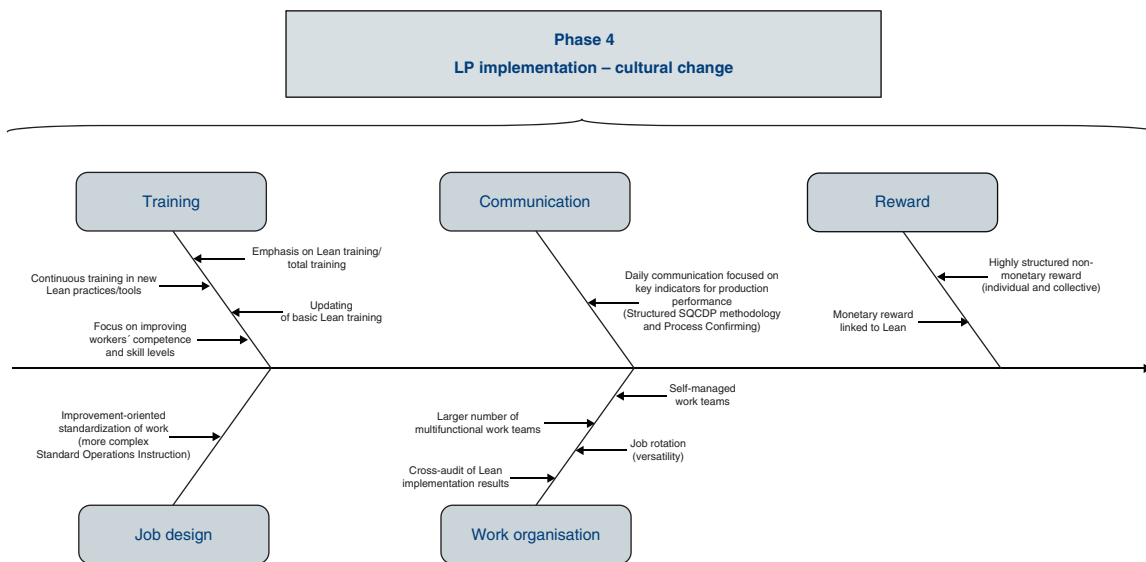 Phase 4
LP implementation – cultural change
Training
Communication
Reward
Emphasis on Lean training/
total training
Continuous training in new
Lean practices/tools
Updating
of basic Lean training
Focus on improving
workers´ competence
and skill levels
Daily communication focused on
key indicators for production
performance
(Structured SQCDP methodology
and Process Confirming)
Highly structured non-
monetary reward
(individual and collective)
Monetary reward
linked to Lean
Improvement-oriented
standardization of work
(more complex
Standard Operations Instruction)
Self-managed
work teams
Larger number of
multifunctional work teams
Job rotation
(versatility)
Cross-audit of Lean
implementation results
Job design
Work organisation